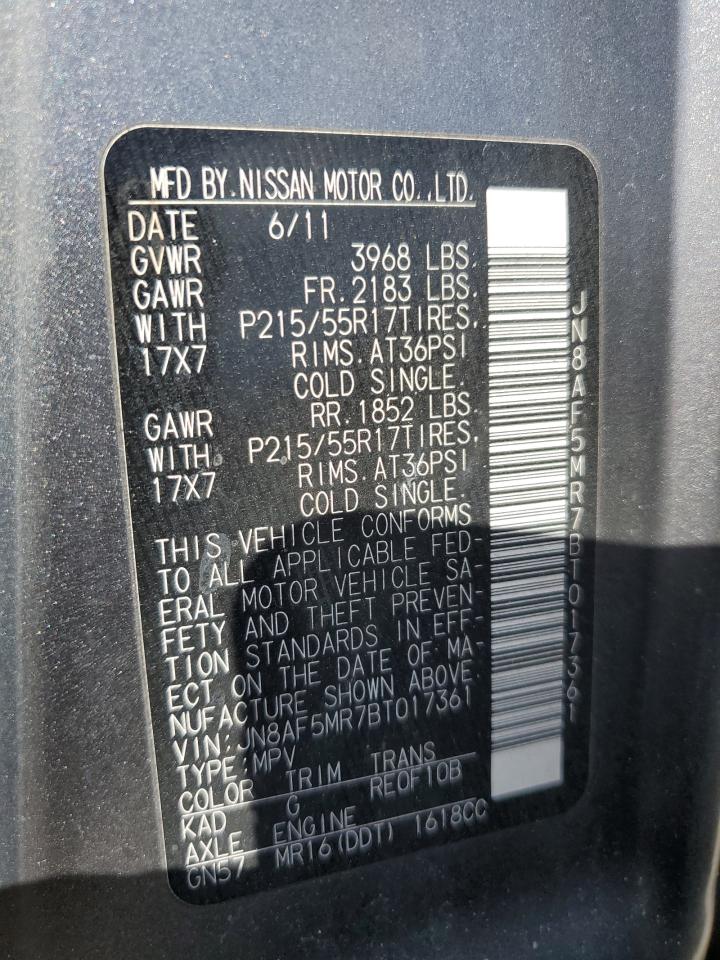 MFD BY.NISSAN MOTOR CO.,LTD.
DATE 6/11
GVWR 3968 LBS.
GAWR FR.2183 LBS.
WITH P215/55R17TIRES,
17X7 RIMS.AT36PSI
COLD SINGLE.
GAWR RR.1852 LBS.
WITH P215/55R17TIRES,
17X7 RIMS.AT36PSI
COLD SINGLE.
THIS VEHICLE CONFORMS
TO ALL APPLICABLE FED-
ERAL MOTOR VEHICLE SA-
FETY AND THEFT PREVEN-
TION STANDARDS IN EFF-
ECT ON THE DATE OF MA-
NUFACTURE SHOWN ABOVE.
VIN:JN8AF5MR7BT017361
TYPE:MPV
COLOR TRIM TRANS
KAD G RE0F10B
AXLE ENGINE
GN57 MR16(DDT) 1618CC
JN8AF5MR7BT017361